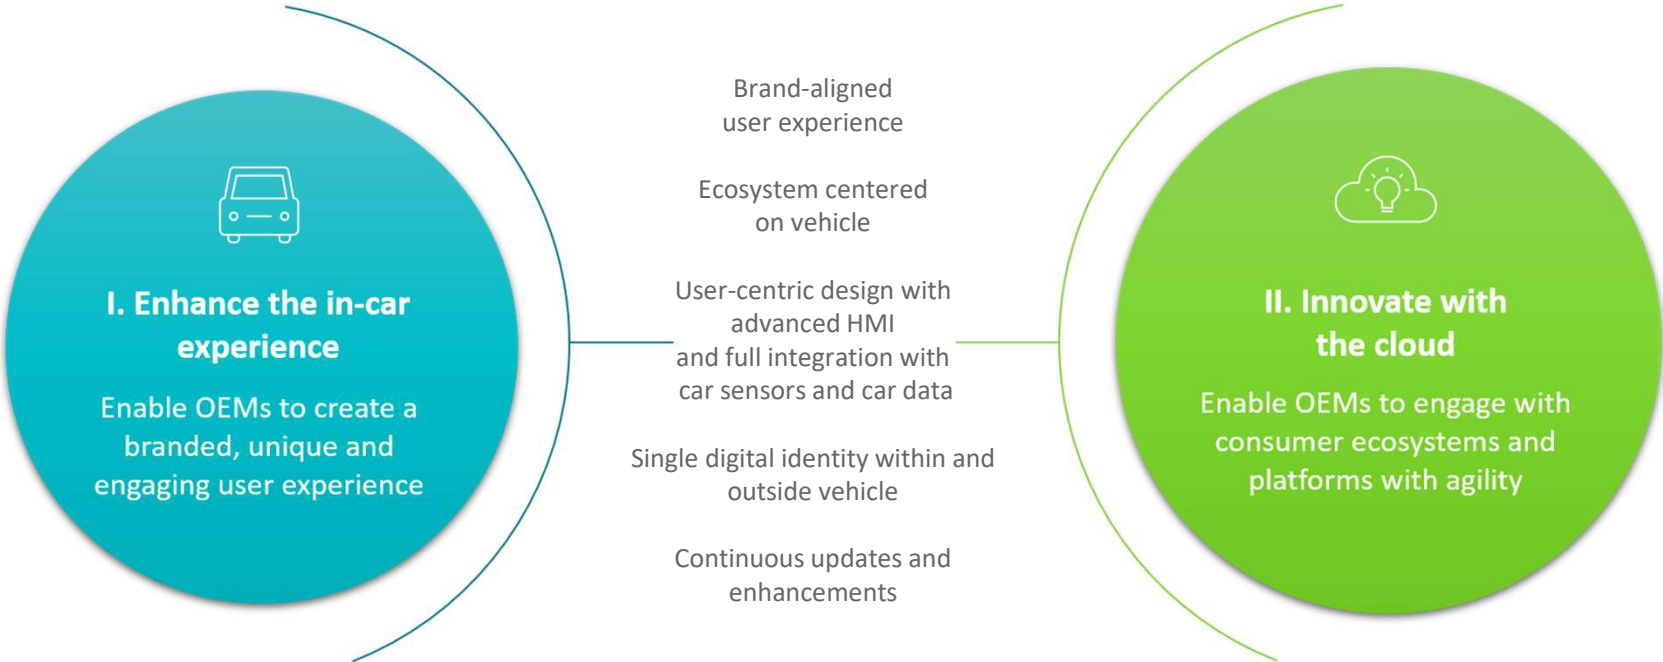 I. Enhance the in-car
experience
Enable OEMs to create a
branded, unique and
engaging user experience
Brand-aligned
user experience
Ecosystem centered
on vehicle
User-centric design with
advanced HMI
and full integration with
car sensors and car data
Single digital identity within and
outside vehicle
Continuous updates and
enhancements
II. Innovate with
the cloud
Enable OEMs to engage with
consumer ecosystems and
platforms with agility